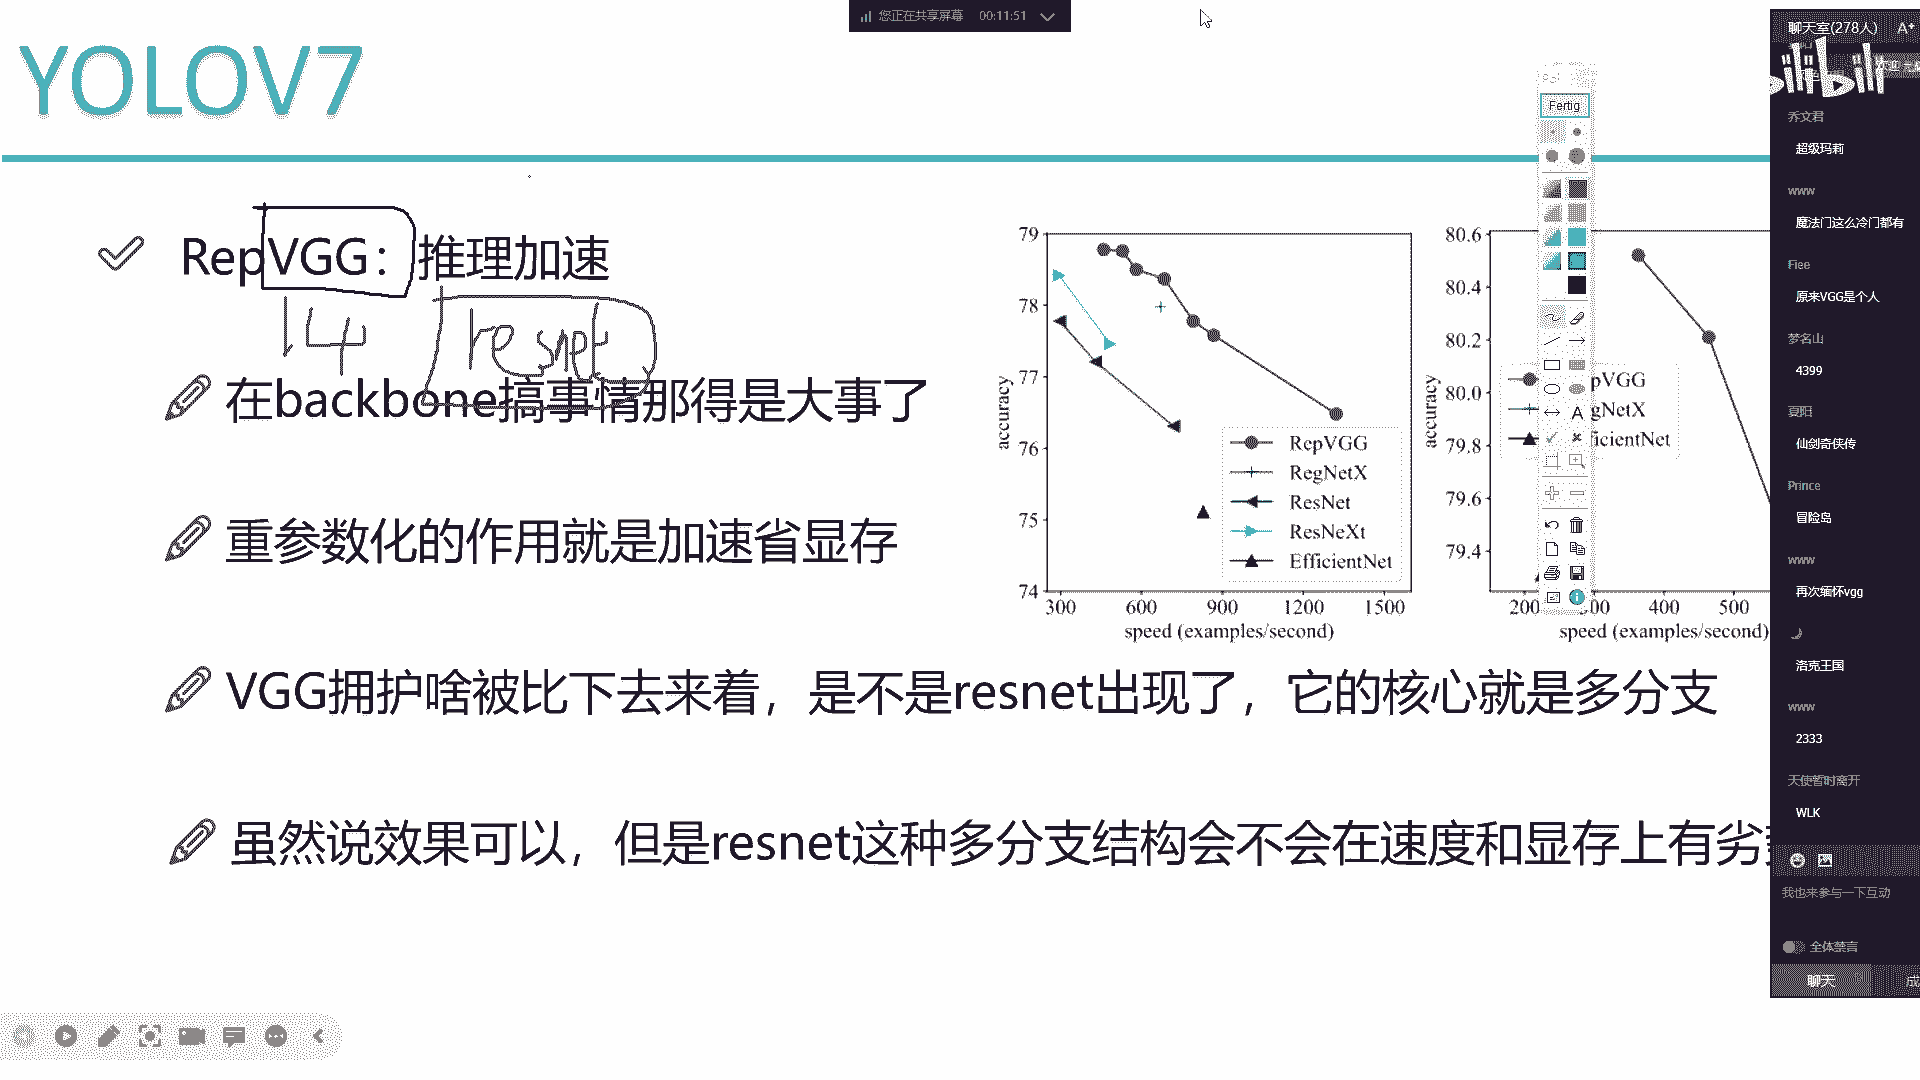 您正在共享屏幕 00:11:51
YOLOV7
RepVGG：推理加速
14 resnet
在backbone搞事情那得是大事了
重参数化的作用就是加速省显存
VGG拥护啥被比下去来着，是不是resnet出现了，它的核心就是多分支
虽然说效果可以，但是resnet这种多分支结构会不会在速度和显存上有劣
79
78
77
76
75
74
accuracy
300 600 900 1200 1500
speed (examples/second)
RepVGG
RegNetX
ResNet
ResNeXt
EfficientNet
80.6
80.4
80.2
80.0
79.8
79.6
79.4
accuracy
pVGG
gNetX
ficientNet
200 300 400 500
speed (examples/second)
Fertig
A
聊天室(278人) A+
bilibili
乔文君
超级玛莉
www
魔法门这么冷门都有
Fiee
原来VGG是个人
梦名山
4399
夏阳
仙剑奇侠传
Prince
冒险岛
www
再次缅怀vgg
洛克王国
www
2333
天使暂时离开
WLK
我也来参与一下互动
全体禁言
聊天 成